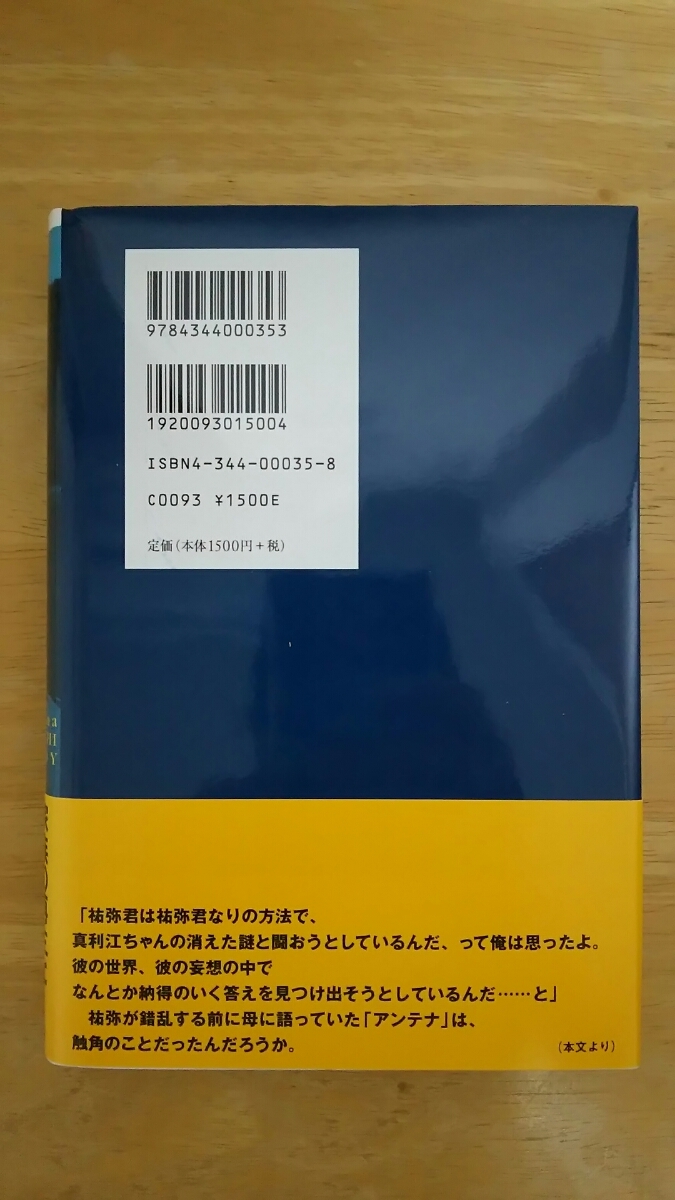 9784344000353
1920093015004
ISBN4-344-00035-8
C0093 ¥1500E
定価(本体1500円+税)
「祐弥君は祐弥君なりの方法で、
真利江ちゃんの消えた謎と闘おうとしているんだ、って俺は思ったよ。
彼の世界、彼の妄想の中で
なんとか納得のいく答えを見つけ出そうとしているんだ……と」
祐弥が錯乱する前に母に語っていた「アンテナ」は、
触角のことだったんだろうか。
(本文より)